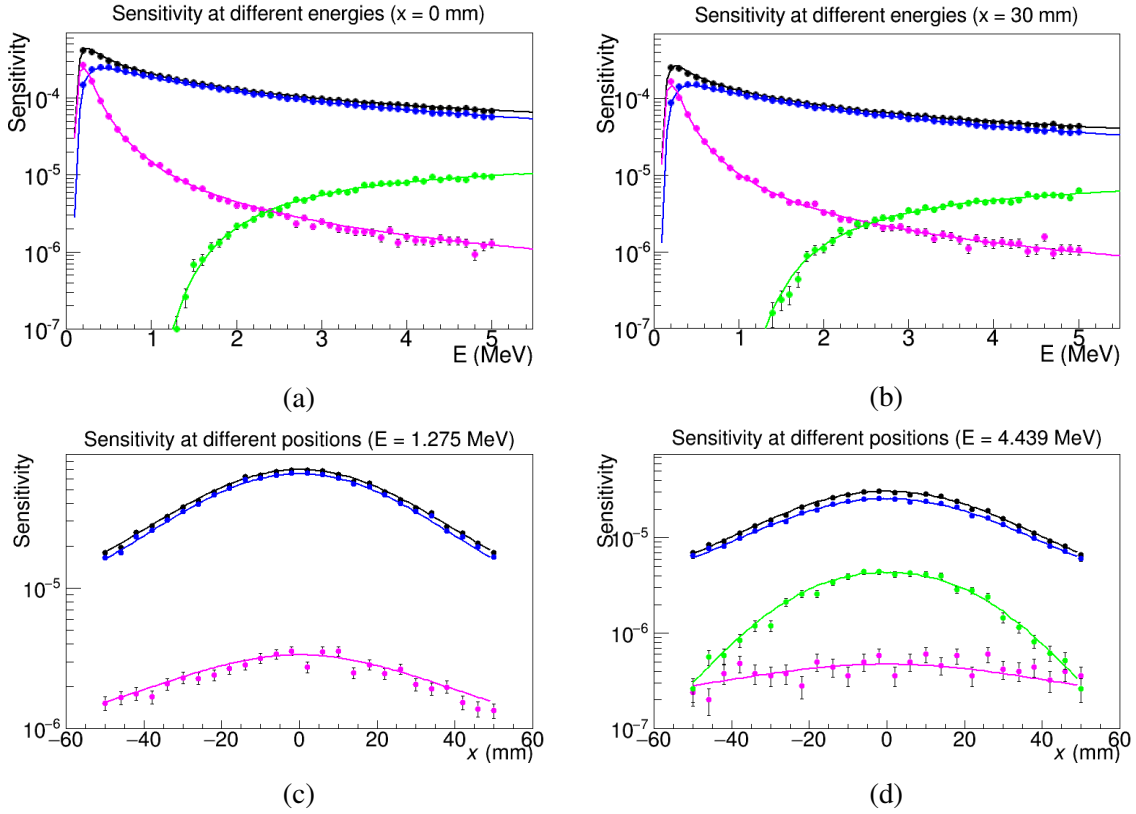 Sensitivity at different energies (x = 0 mm)
Sensitivity
10⁻⁴
10⁻⁵
10⁻⁶
10⁻⁷
0 1 2 3 4 5
E (MeV)
(a)
Sensitivity at different energies (x = 30 mm)
Sensitivity
10⁻⁴
10⁻⁵
10⁻⁶
10⁻⁷
0 1 2 3 4 5
E (MeV)
(b)
Sensitivity at different positions (E = 1.275 MeV)
Sensitivity
10⁻⁵
10⁻⁶
−60 −40 −20 0 20 40 60
x (mm)
(c)
Sensitivity at different positions (E = 4.439 MeV)
Sensitivity
10⁻⁵
10⁻⁶
10⁻⁷
−60 −40 −20 0 20 40 60
x (mm)
(d)